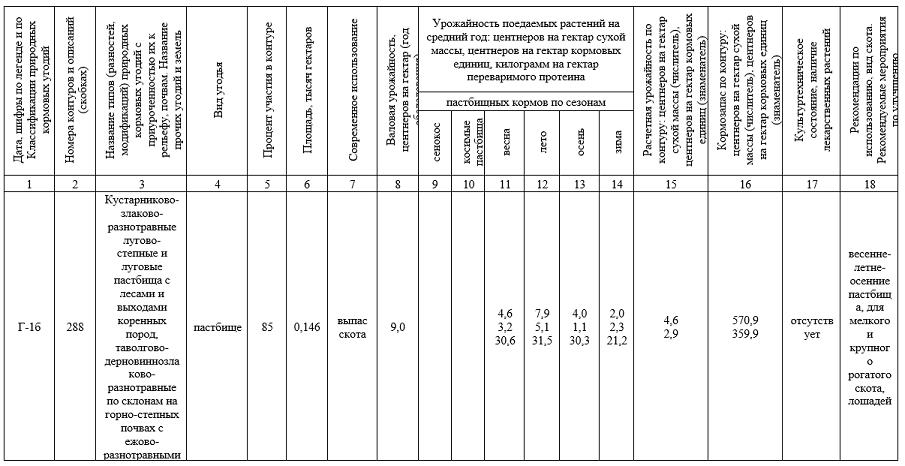 Дата, шифры по легенде и по
Классификации природных
кормовых угодий
Номера контуров и описаний
(скобках)
Название типов (разностей,
модификаций) природных
кормовых угодий с
приуроченностью их к
рельефу, почвам. Название
прочих угодий и земель
Вид угодья
Процент участия в контуре
Площадь, тысяч гектаров
Современное использование
Валовая урожайность,
центнеров на гектар (год
Урожайность поедаемых растений на
средний год: центнеров на гектар сухой
массы, центнеров на гектар кормовых
единиц, килограмм на гектар
переваримого протеина
пастбищных кормов по сезонам
сенокос
косимые
пастбища
весна
лето
осень
зима
Расчетная урожайность по
контуру: центнеров на гектар
сухой массы (числитель),
центнеров на гектар кормовых
единиц (знаменатель)
Кормозапас по контуру:
центнеров на гектар сухой
массы (числитель), центнеров
на гектар кормовых единиц
(знаменатель)
Культуртехническое
состояние, наличие
лекарственных растений
Рекомендации по
использованию, вид скота.
Рекомендуемые мероприятия
по улучшению
1 2 3 4 5 6 7 8 9 10 11 12 13 14 15 16 17 18
Г-16
288
Кустарниково-
злаково-
разнотравные
лугово-
степные и
луговые
пастбища с
лесами и
выходами
коренных
пород,
таволгово-
дерновиннозла
ково-
разнотравные
по склонам на
горно-степных
почвах с
ежово-
разнотравными
пастбище
85
0,146
выпас
скота
9,0
4,6
3,2
30,6
7,9
5,1
31,5
4,0
1,1
30,3
2,0
2,3
21,2
4,6
2,9
570,9
359,9
отсутств
ует
весенне-
летне-
осенние
пастбищ
а, для
мелкого
и
крупног
о
рогатого
скота,
лошадей